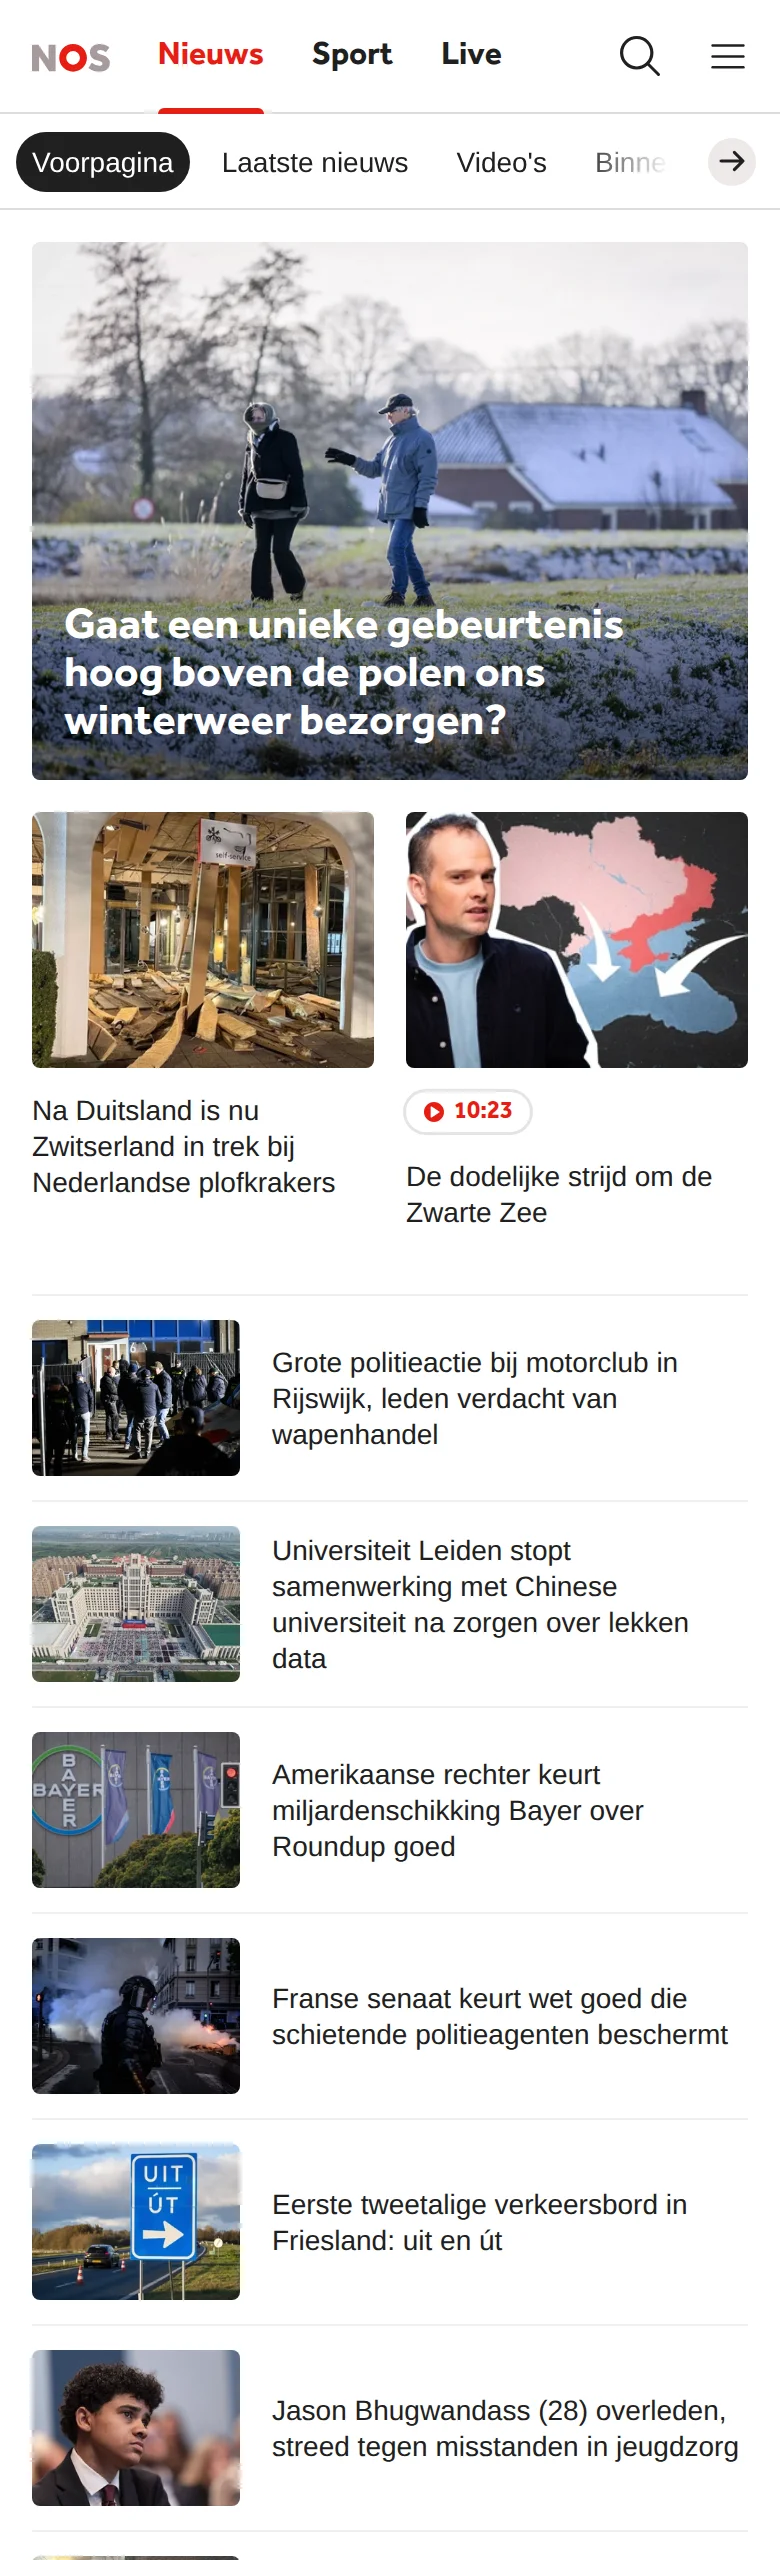 NOS Nieuws Sport Live
Voorpagina Laatste nieuws Video's Binne
Gaat een unieke gebeurtenis
hoog boven de polen ons
winterweer bezorgen?
self-service
Na Duitsland is nu
Zwitserland in trek bij
Nederlandse plofkrakers
10:23
De dodelijke strijd om de
Zwarte Zee
Grote politieactie bij motorclub in
Rijswijk, leden verdacht van
wapenhandel
Universiteit Leiden stopt
samenwerking met Chinese
universiteit na zorgen over lekken
data
BAYER
BAYER
Amerikaanse rechter keurt
miljardenschikking Bayer over
Roundup goed
Franse senaat keurt wet goed die
schietende politieagenten beschermt
UIT
ÚT
Eerste tweetalige verkeersbord in
Friesland: uit en út
Jason Bhugwandass (28) overleden,
streed tegen misstanden in jeugdzorg